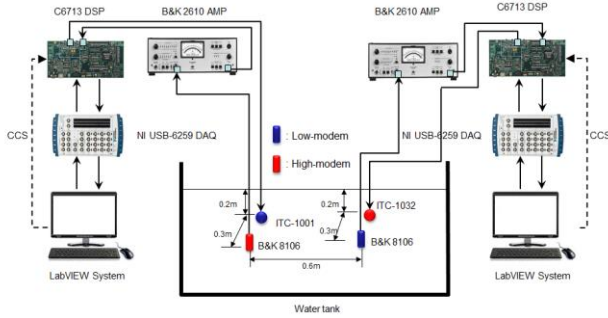 C6713 DSP
B&K 2610 AMP
B&K 2610 AMP
C6713 DSP
CCS
NI USB-6259 DAQ
: Low-modem
: High-modem
NI USB-6259 DAQ
CCS
0.2m
ITC-1001
0.3m
B&K 8106
0.2m
ITC-1032
0.3m
B&K 8106
0.6m
LabVIEW System
LabVIEW System
Water tank